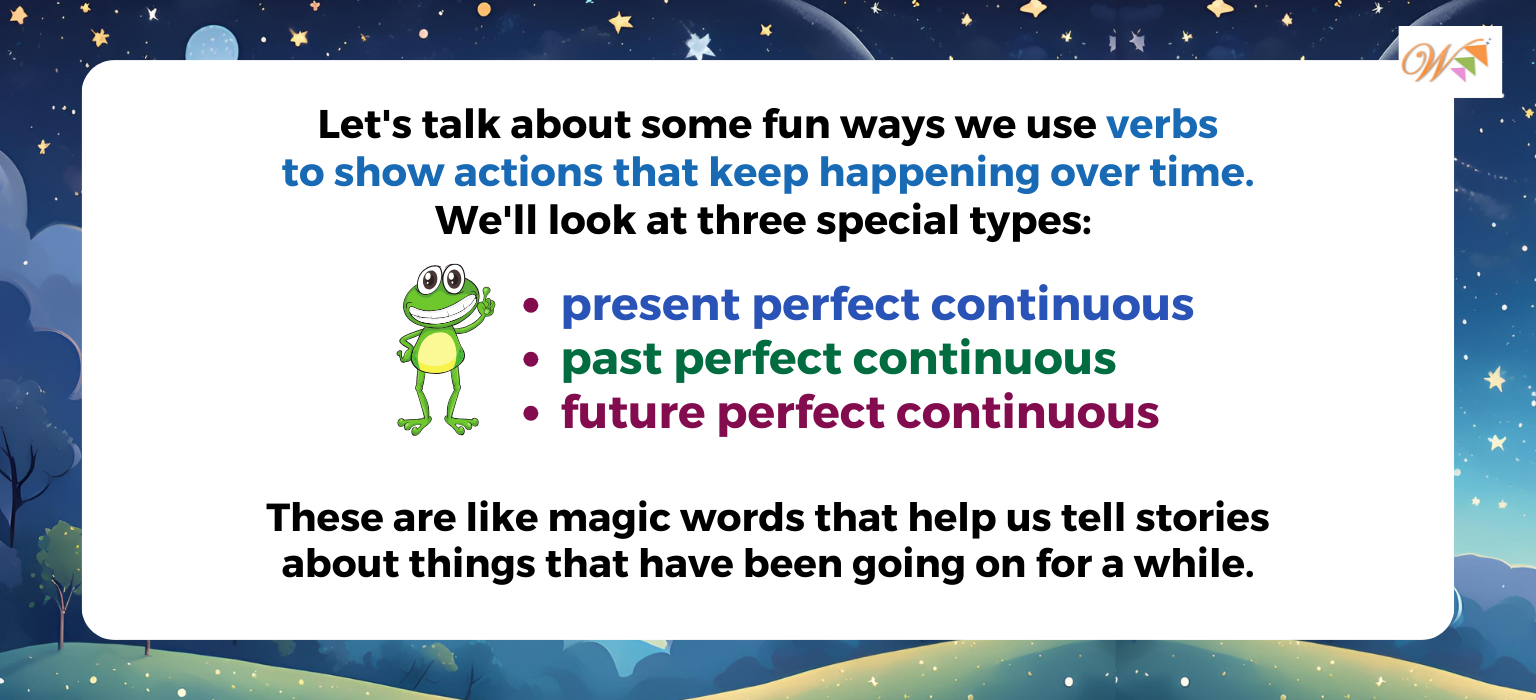 Let's talk about some fun ways we use verbs
to show actions that keep happening over time.
We'll look at three special types:
• present perfect continuous
• past perfect continuous
• future perfect continuous
These are like magic words that help us tell stories
about things that have been going on for a while.
W